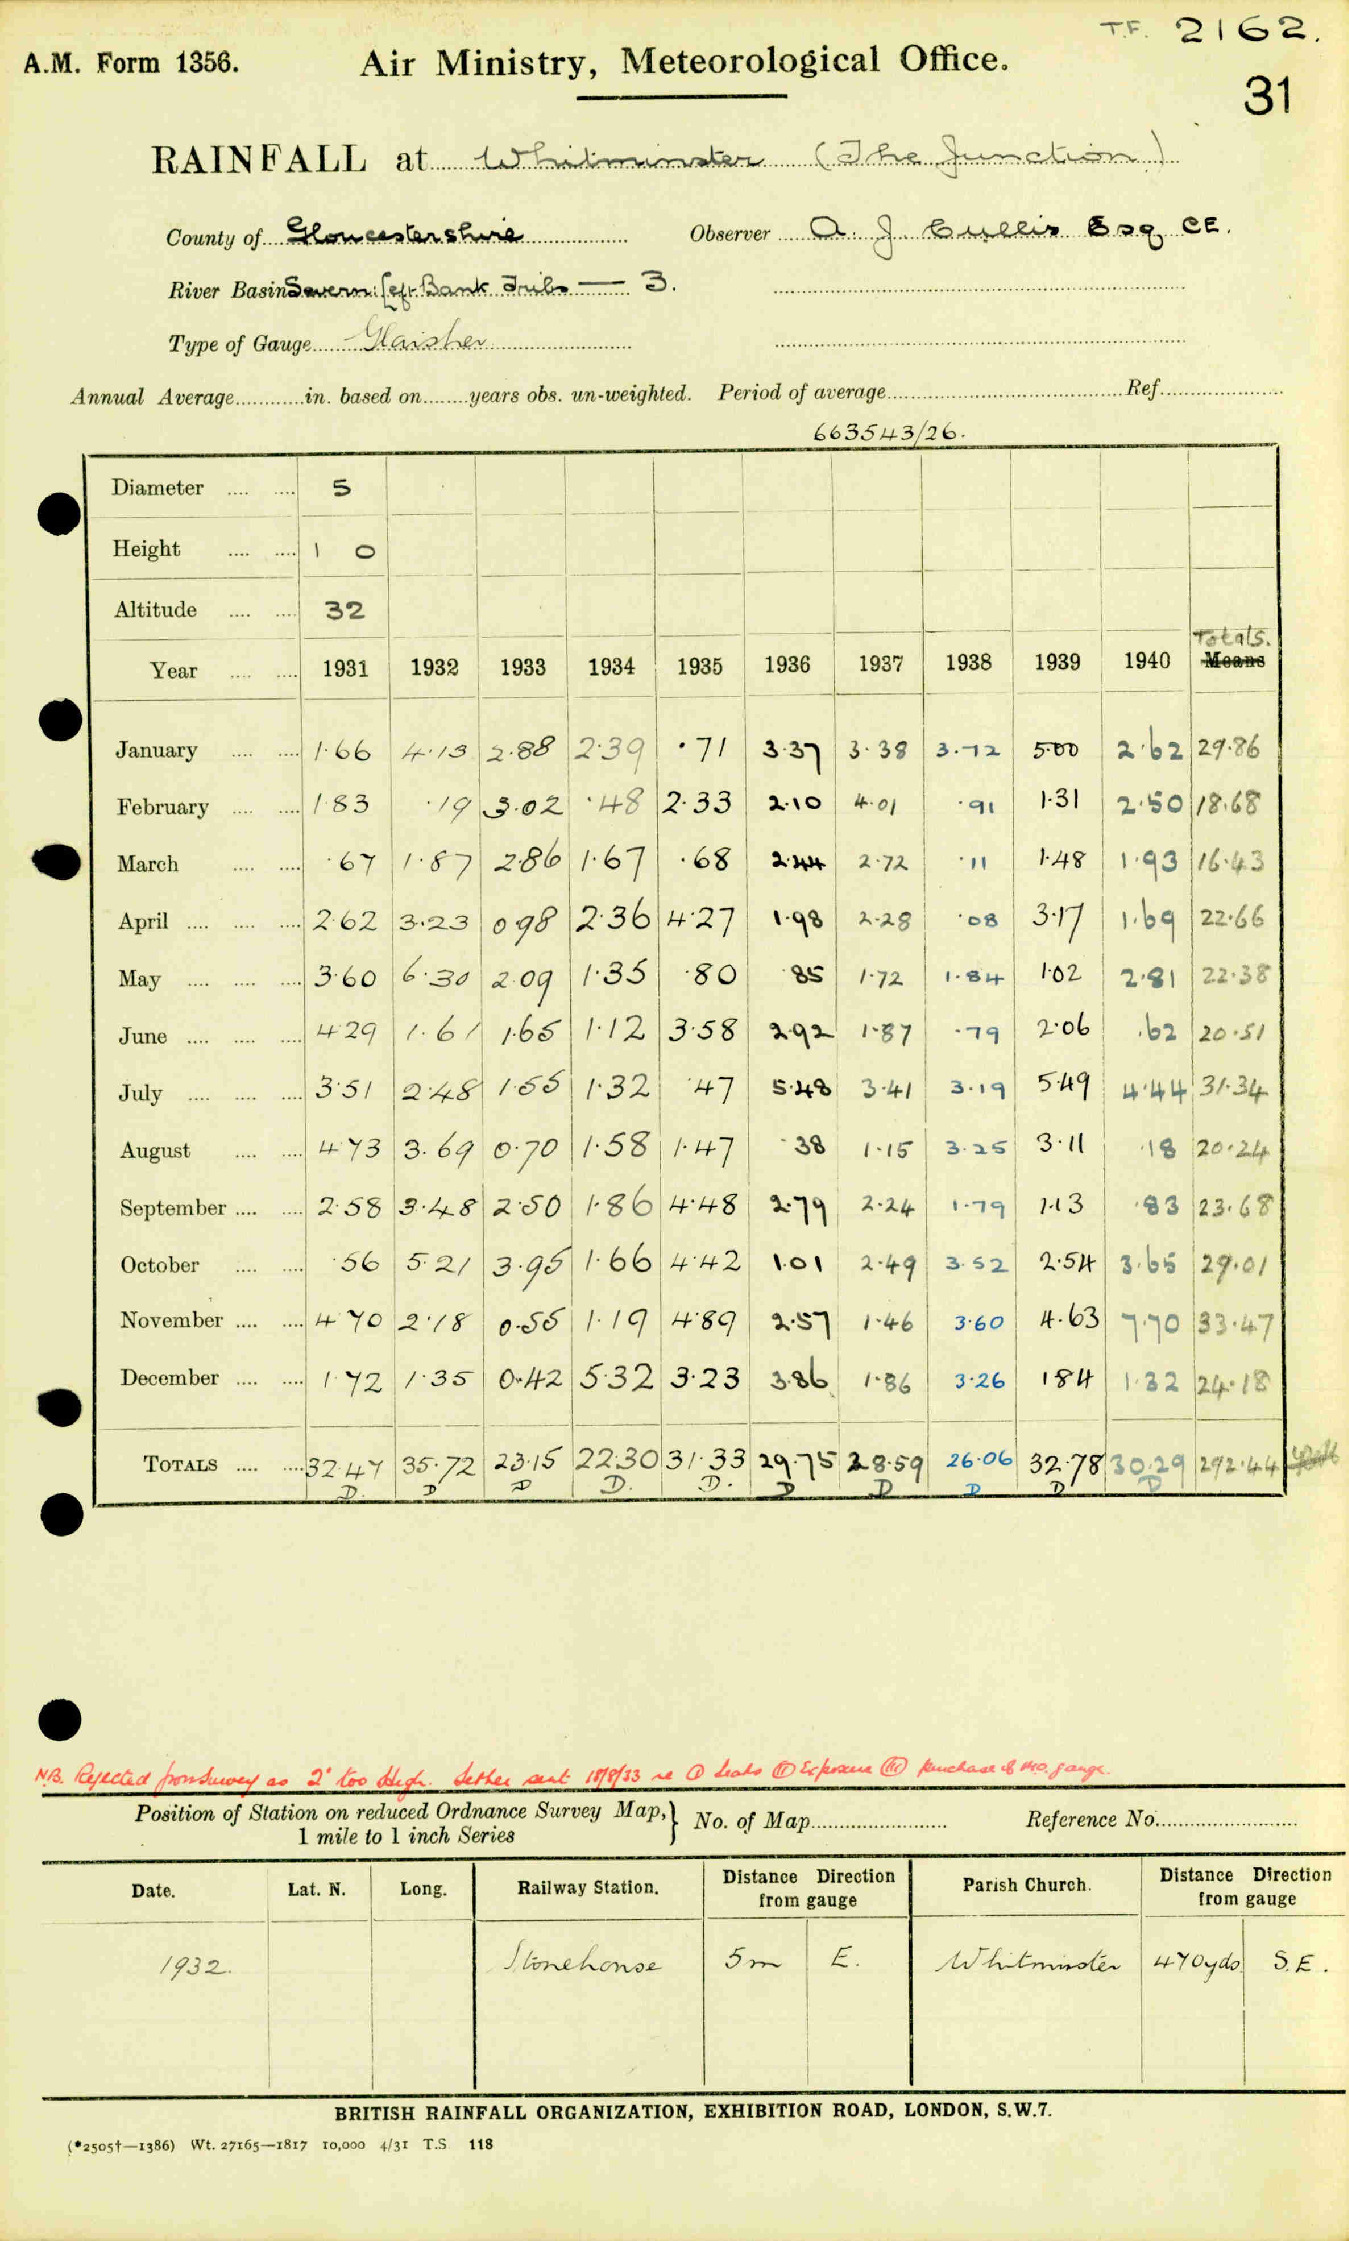 T.F. 2162.
A.M. Form 1356. Air Ministry, Meteorological Office.
31
RAINFALL at Whitminster (The Junction)
County of Gloucestershire Observer A. J. Cullis Esq CE.
River Basin Severn: Left Bank Tribs — 3.
Type of Gauge Glaisher
Annual Average............in. based on........years obs. un-weighted. Period of average........ Ref........
663543/26.
Diameter .... .... 5
Height .... .... 1 0
Altitude .... .... 32
Totals.
Year .... .... 1931 1932 1933 1934 1935 1936 1937 1938 1939 1940 Means
January .... .... 1.66 4.13 2.88 2.39 .71 3.37 3.38 3.72 5.00 2.62 29.86
February .... .... 1.83 .19 3.02 .48 2.33 2.10 4.01 .91 1.31 2.50 18.68
March .... .... .67 1.87 2.86 1.67 .68 2.44 2.72 .11 1.48 1.93 16.43
April .... .... .... 2.62 3.23 0.98 2.36 4.27 1.98 2.28 .08 3.17 1.69 22.66
May .... .... .... 3.60 6.30 2.09 1.35 .80 .85 1.72 1.84 1.02 2.81 22.38
June .... .... .... 4.29 1.61 1.65 1.12 3.58 2.92 1.87 .79 2.06 .62 20.51
July .... .... .... 3.51 2.48 1.55 1.32 .47 5.48 3.41 3.19 5.49 4.44 31.34
August .... .... 4.73 3.69 0.70 1.58 1.47 .38 1.15 3.25 3.11 .18 20.24
September .... .... 2.58 3.48 2.50 1.86 4.48 2.79 2.24 1.79 1.13 .83 23.68
October .... .... .56 5.21 3.95 1.66 4.42 1.01 2.49 3.52 2.54 3.65 29.01
November .... .... 4.70 2.18 0.55 1.19 4.89 2.57 1.46 3.60 4.63 7.70 33.47
December .... .... 1.72 1.35 0.42 5.32 3.23 3.86 1.86 3.26 1.84 1.32 24.18
TOTALS .... .... 32.47 35.72 23.15 22.30 31.33 29.75 28.59 26.06 32.78 30.29 292.44
D. D D D. D. D D D D D
N.B. Rejected from Survey as 2" too High. Letter sent 18/8/33 re (I) Leaks (II) Exposure (III) purchase of M.O. gauge.
Position of Station on reduced Ordnance Survey Map, } No. of Map........ Reference No........
1 mile to 1 inch Series
Date. Lat. N. Long. Railway Station. Distance Direction from gauge Parish Church. Distance Direction from gauge
1932. Stonehouse 5m E. Whitminster 470yds S.E.
BRITISH RAINFALL ORGANIZATION, EXHIBITION ROAD, LONDON, S.W.7.
(*2505†—1386) Wt. 27165—1817 10,000 4/31 T.S 118